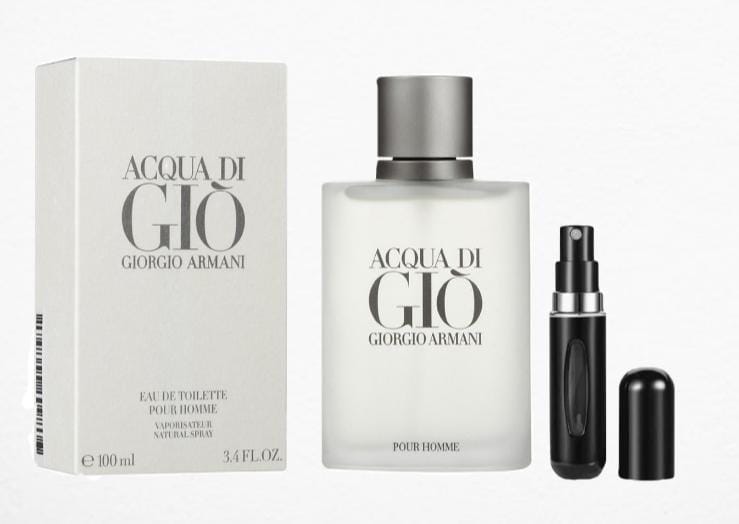 ACQUA DI
GIÒ
GIORGIO ARMANI
EAU DE TOILETTE
POUR HOMME
VAPORISATEUR
NATURAL SPRAY
℮ 100 ml 3.4 FL.OZ.
ACQUA DI
GIÒ
GIORGIO ARMANI
POUR HOMME